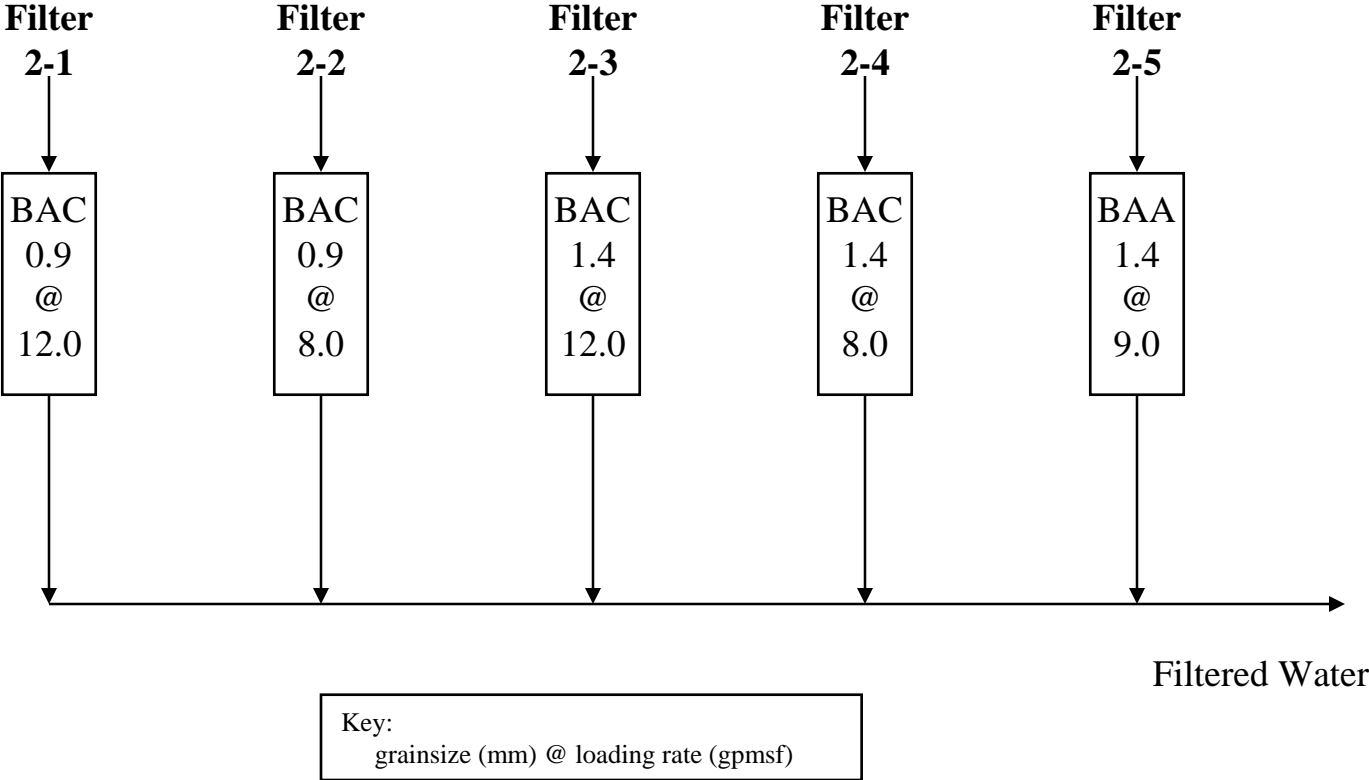 Filter
2-1
Filter
2-2
Filter
2-3
Filter
2-4
Filter
2-5
BAC
0.9
@
12.0
BAC
0.9
@
8.0
BAC
1.4
@
12.0
BAC
1.4
@
8.0
BAA
1.4
@
9.0
Filtered Water
Key:
grainsize (mm) @ loading rate (gpmsf)